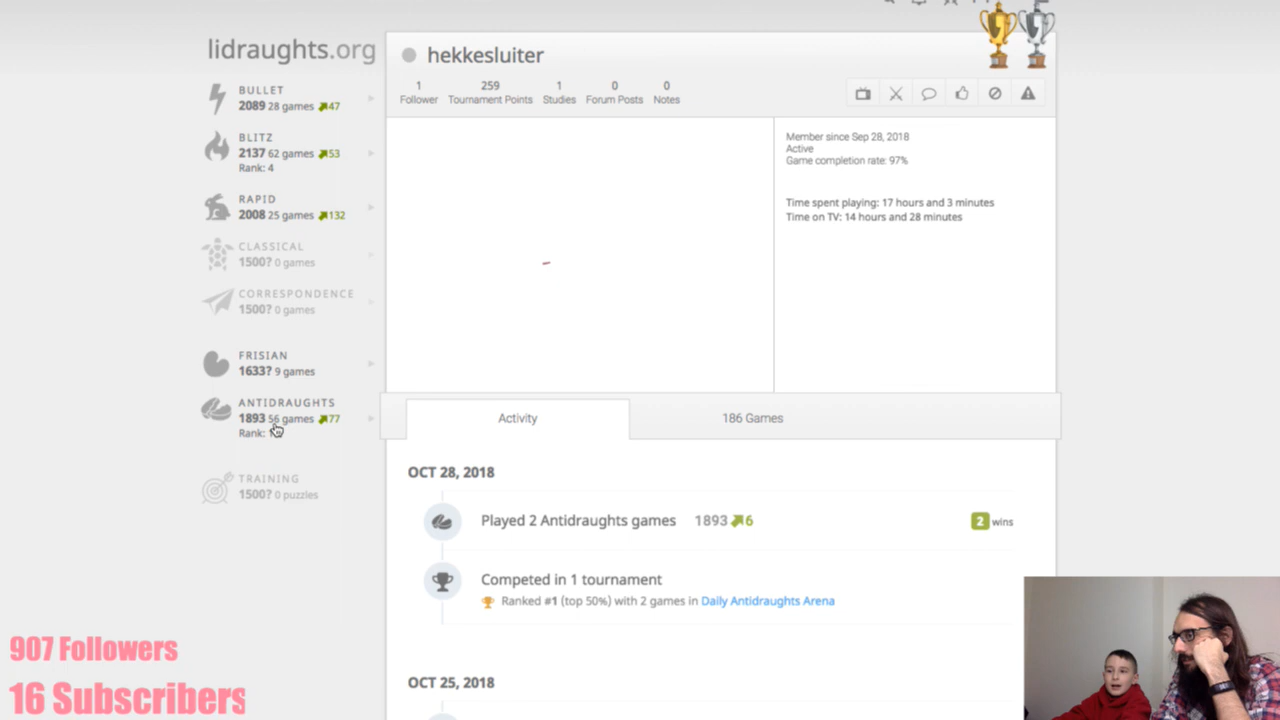 lidraughts.org
BULLET
2089 28 games 47
BLITZ
2137 62 games 53
Rank: 4
RAPID
2008 25 games 132
CLASSICAL
1500? 0 games
CORRESPONDENCE
1500? 0 games
FRISIAN
1633? 9 games
ANTIDRAUGHTS
1893 56 games 77
Rank:
TRAINING
1500? 0 puzzles
hekkesluiter
1 259 1 0 0
Follower Tournament Points Studies Forum Posts Notes
Member since Sep 28, 2018
Active
Game completion rate: 97%
Time spent playing: 17 hours and 3 minutes
Time on TV: 14 hours and 28 minutes
Activity 186 Games
OCT 28, 2018
Played 2 Antidraughts games 1893 6 2 wins
Competed in 1 tournament
Ranked #1 (top 50%) with 2 games in Daily Antidraughts Arena
OCT 25, 2018
907 Followers
16 Subscribers